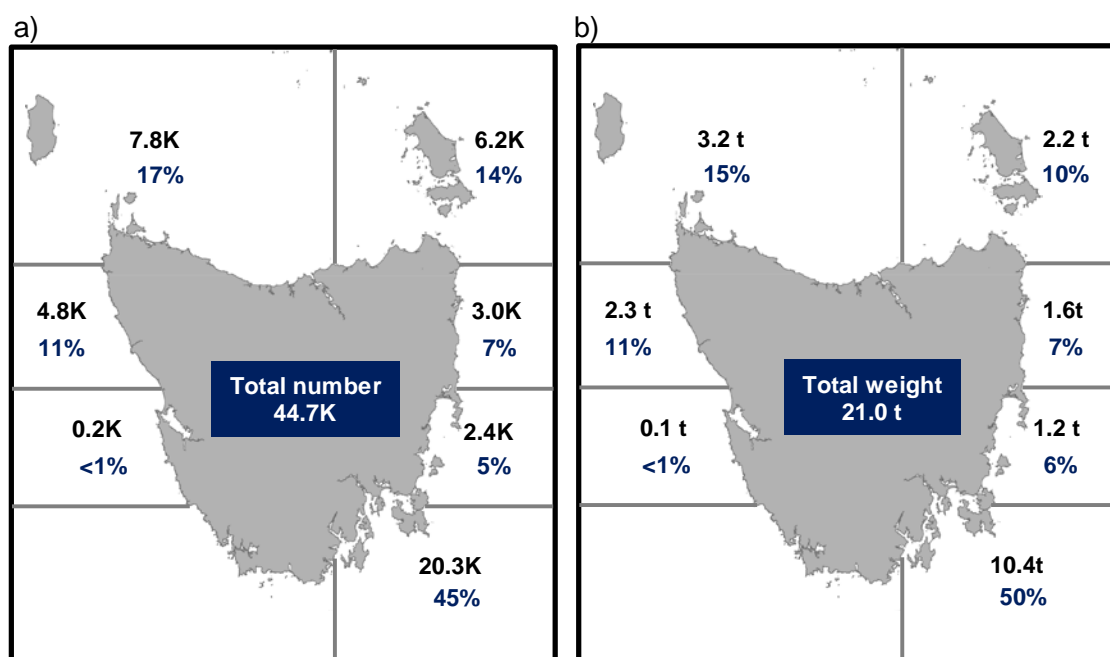 a)
7.8K
17%
6.2K
14%
4.8K
11%
3.0K
7%
Total number
44.7K
0.2K
<1%
2.4K
5%
20.3K
45%
b)
3.2 t
15%
2.2 t
10%
2.3 t
11%
1.6t
7%
Total weight
21.0 t
0.1 t
<1%
1.2 t
6%
10.4t
50%